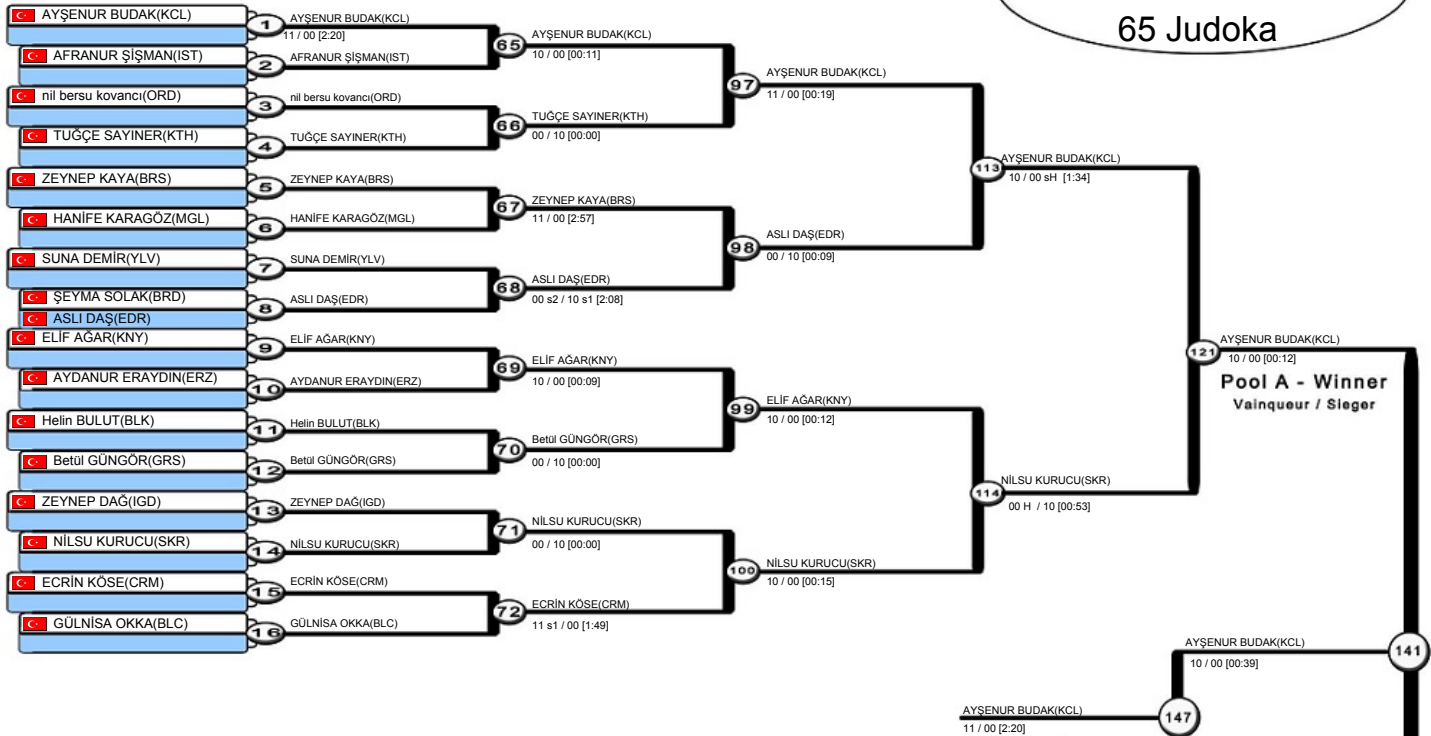 65 Judoka
AYŞENUR BUDAK(KCL)
AFRANUR ŞİŞMAN(IST)
nil bersu kovancı(ORD)
TUĞÇE SAYINER(KTH)
ZEYNEP KAYA(BRS)
HANİFE KARAGÖZ(MGL)
SUNA DEMİR(YLV)
ŞEYMA SOLAK(BRD)
ASLI DAŞ(EDR)
ELİF AĞAR(KNY)
AYDANUR ERAYDIN(ERZ)
Helin BULUT(BLK)
Betül GÜNGÖR(GRS)
ZEYNEP DAĞ(IGD)
NİLSU KURUCU(SKR)
ECRİN KÖSE(CRM)
GÜLNİSA OKKA(BLC)
1
2
3
4
5
6
7
8
9
10
11
12
13
14
15
16
AYŞENUR BUDAK(KCL)
11 / 00 [2:20]
AFRANUR ŞİŞMAN(IST)
nil bersu kovancı(ORD)
TUĞÇE SAYINER(KTH)
ZEYNEP KAYA(BRS)
HANİFE KARAGÖZ(MGL)
SUNA DEMİR(YLV)
ASLI DAŞ(EDR)
ELİF AĞAR(KNY)
AYDANUR ERAYDIN(ERZ)
Helin BULUT(BLK)
Betül GÜNGÖR(GRS)
ZEYNEP DAĞ(IGD)
NİLSU KURUCU(SKR)
ECRİN KÖSE(CRM)
GÜLNİSA OKKA(BLC)
65
AYŞENUR BUDAK(KCL)
10 / 00 [00:11]
66
TUĞÇE SAYINER(KTH)
00 / 10 [00:00]
67
ZEYNEP KAYA(BRS)
11 / 00 [2:57]
68
ASLI DAŞ(EDR)
00 s2 / 10 s1 [2:08]
69
ELİF AĞAR(KNY)
10 / 00 [00:09]
70
Betül GÜNGÖR(GRS)
00 / 10 [00:00]
71
NİLSU KURUCU(SKR)
00 / 10 [00:00]
72
ECRİN KÖSE(CRM)
11 s1 / 00 [1:49]
97
AYŞENUR BUDAK(KCL)
11 / 00 [00:19]
98
ASLI DAŞ(EDR)
00 / 10 [00:09]
99
ELİF AĞAR(KNY)
10 / 00 [00:12]
100
NİLSU KURUCU(SKR)
10 / 00 [00:15]
113
AYŞENUR BUDAK(KCL)
10 / 00 sH [1:34]
114
NİLSU KURUCU(SKR)
00 H / 10 [00:53]
121
AYŞENUR BUDAK(KCL)
10 / 00 [00:12]
Pool A - Winner
Vainqueur / Sieger
AYŞENUR BUDAK(KCL)
10 / 00 [00:39]
141
AYŞENUR BUDAK(KCL)
11 / 00 [2:20]
147